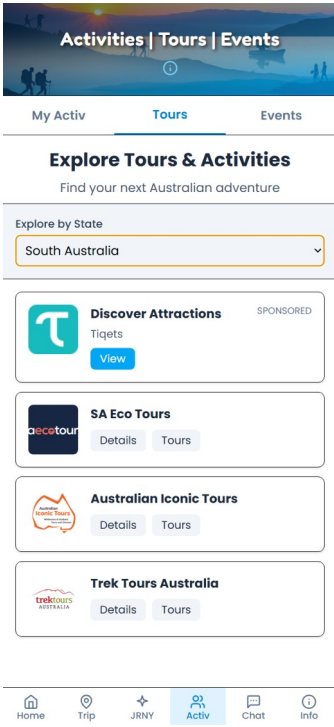 Activities | Tours | Events
My Activ
Tours
Events
Explore Tours & Activities
Find your next Australian adventure
Explore by State
South Australia
Discover Attractions
SPONSORED
Tiqets
View
aecotour
SA Eco Tours
Details
Tours
Australian
Iconic Tours
Australian Iconic Tours
Details
Tours
trektours
AUSTRALIA
Trek Tours Australia
Details
Tours
Home
Trip
JRNY
Activ
Chat
Info